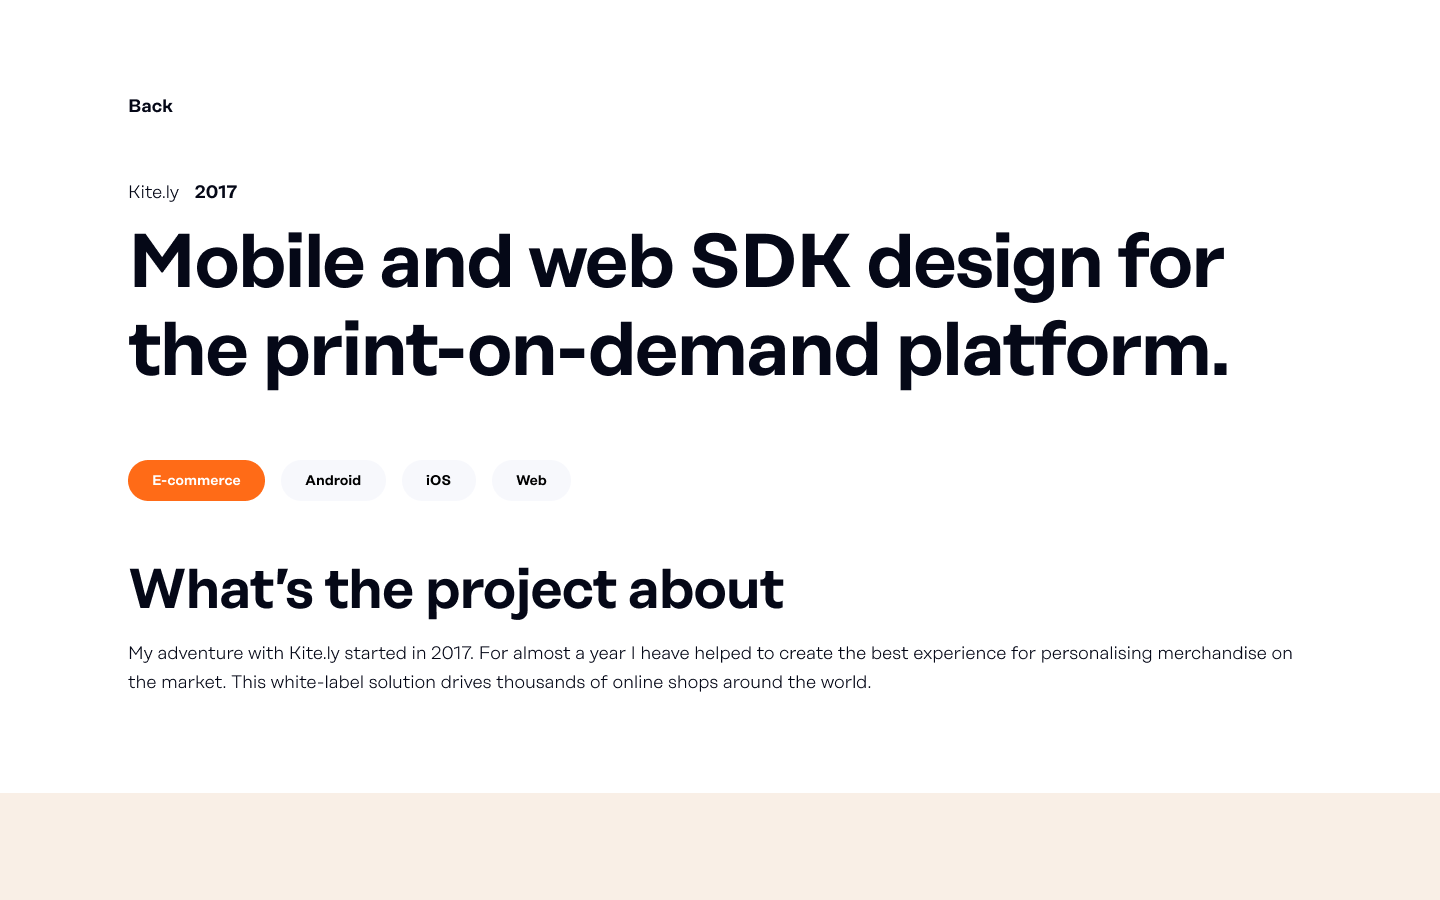 Back
Kite.ly 2017
Mobile and web SDK design for
the print-on-demand platform.
E-commerce Android iOS Web
What's the project about
My adventure with Kite.ly started in 2017. For almost a year I heave helped to create the best experience for personalising merchandise on
the market. This white-label solution drives thousands of online shops around the world.